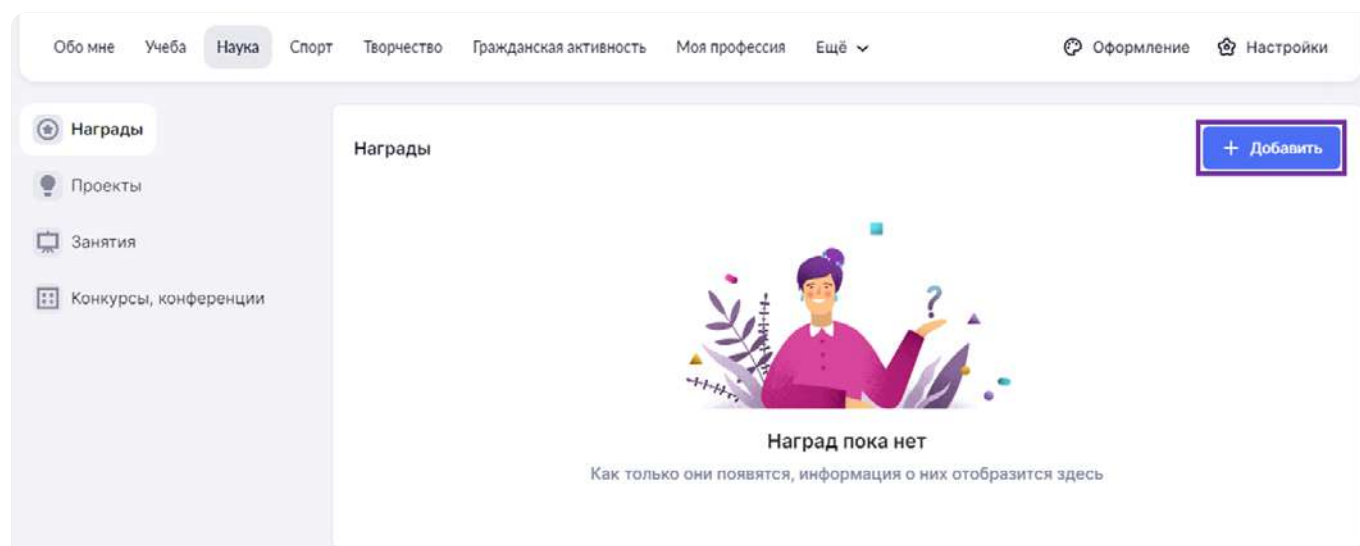 Обо мне Учеба Наука Спорт Творчество Гражданская активность Моя профессия Ещё Оформление Настройки
Награды
Проекты
Занятия
Конкурсы, конференции
Награды
+ Добавить
?
Наград пока нет
Как только они появятся, информация о них отобразится здесь